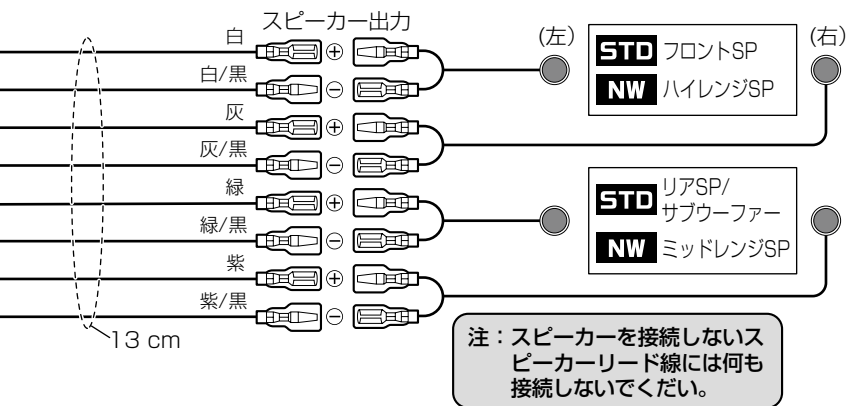 スピーカー出力
白
⊕
白/黒
⊖
灰
⊕
灰/黒
⊖
緑
⊕
緑/黒
⊖
紫
⊕
紫/黒
⊖
13 cm
(左)
(右)
STD フロントSP
NW ハイレンジSP
STD リアSP/
サブウーファー
NW ミッドレンジSP
注：スピーカーを接続しないス
ピーカーリード線には何も
接続しないでくだい。